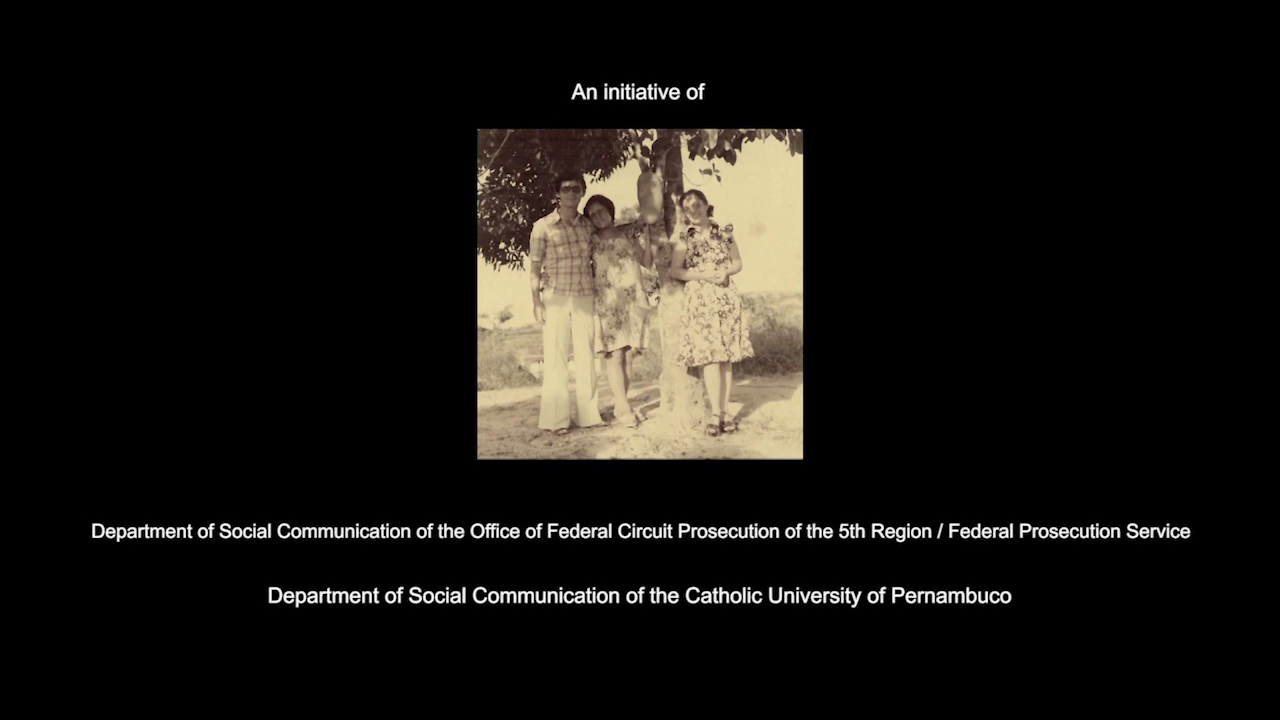 An initiative of
Department of Social Communication of the Office of Federal Circuit Prosecution of the 5th Region / Federal Prosecution Service
Department of Social Communication of the Catholic University of Pernambuco